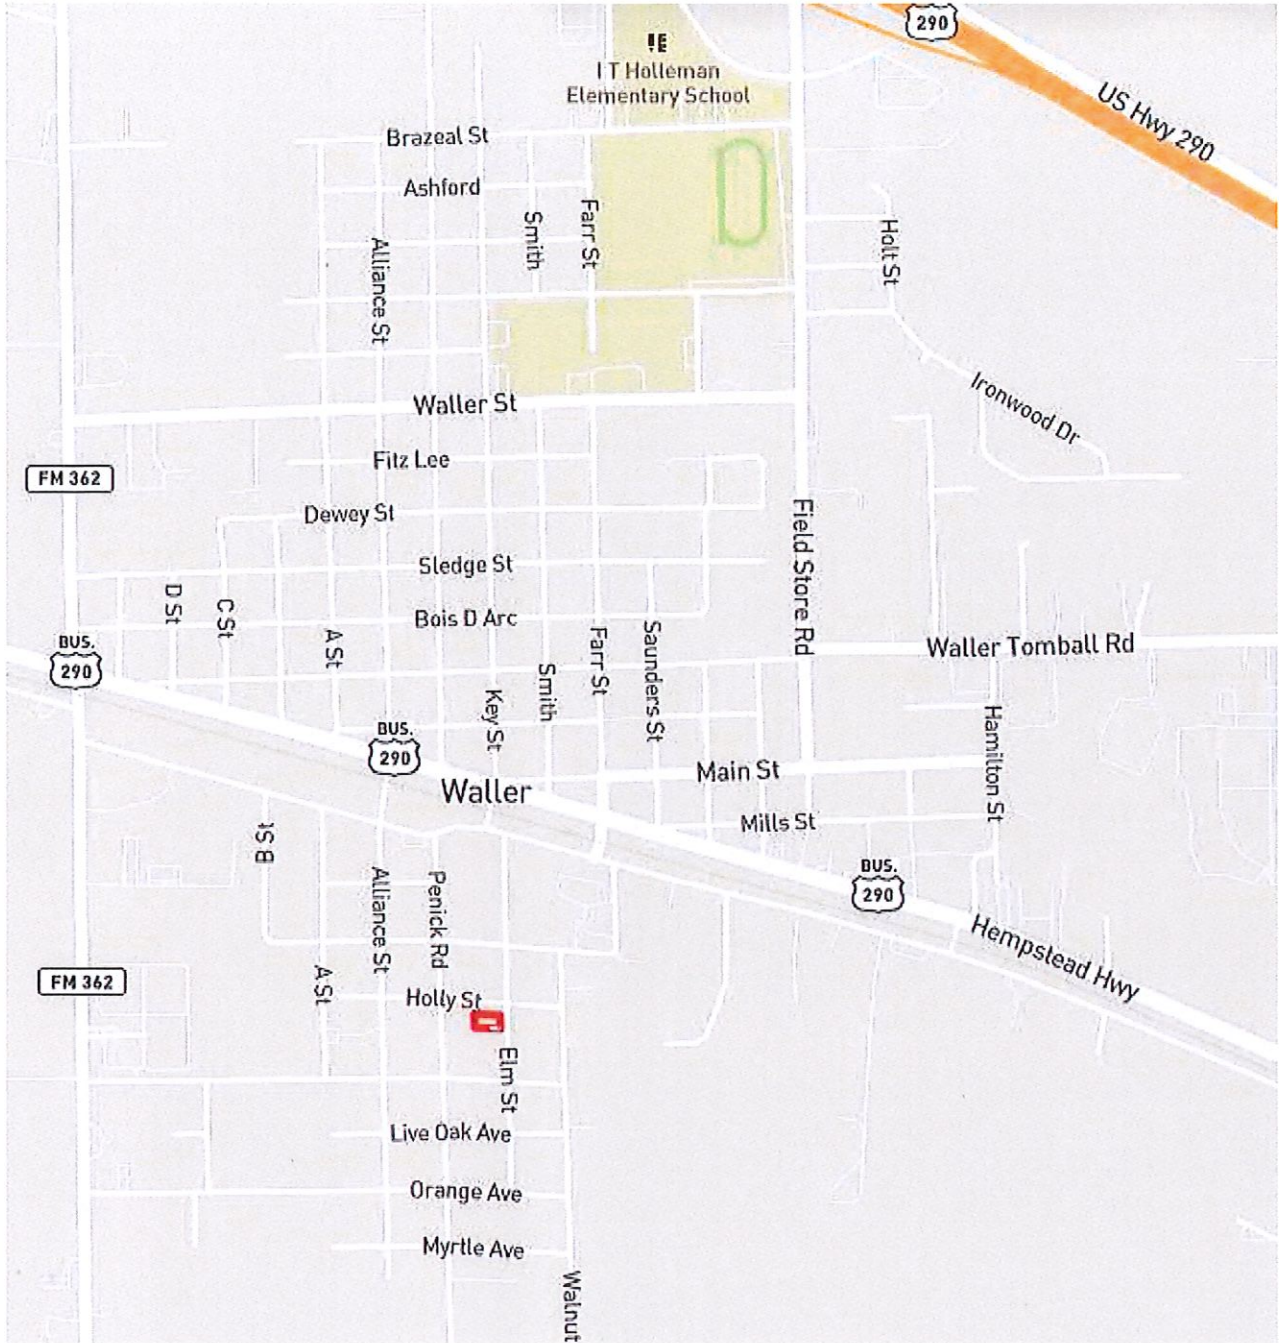 290
I T Holleman
Elementary School
US Hwy 290
Brazeal St
Ashford
Smith
Farr St
Alliance St
Holt St
Ironwood Dr
Waller St
Fitz Lee
FM 362
Dewey St
Field Store Rd
Sledge St
D St
C St
Bois D Arc
A St
Farr St
Saunders St
Waller Tomball Rd
BUS.
290
Smith
Key St
BUS.
290
Hamilton St
Main St
Waller
Mills St
B St
BUS.
290
Alliance St
Penick Rd
Hempstead Hwy
FM 362
A St
Holly St
Elm St
Live Oak Ave
Orange Ave
Myrtle Ave
Walnut